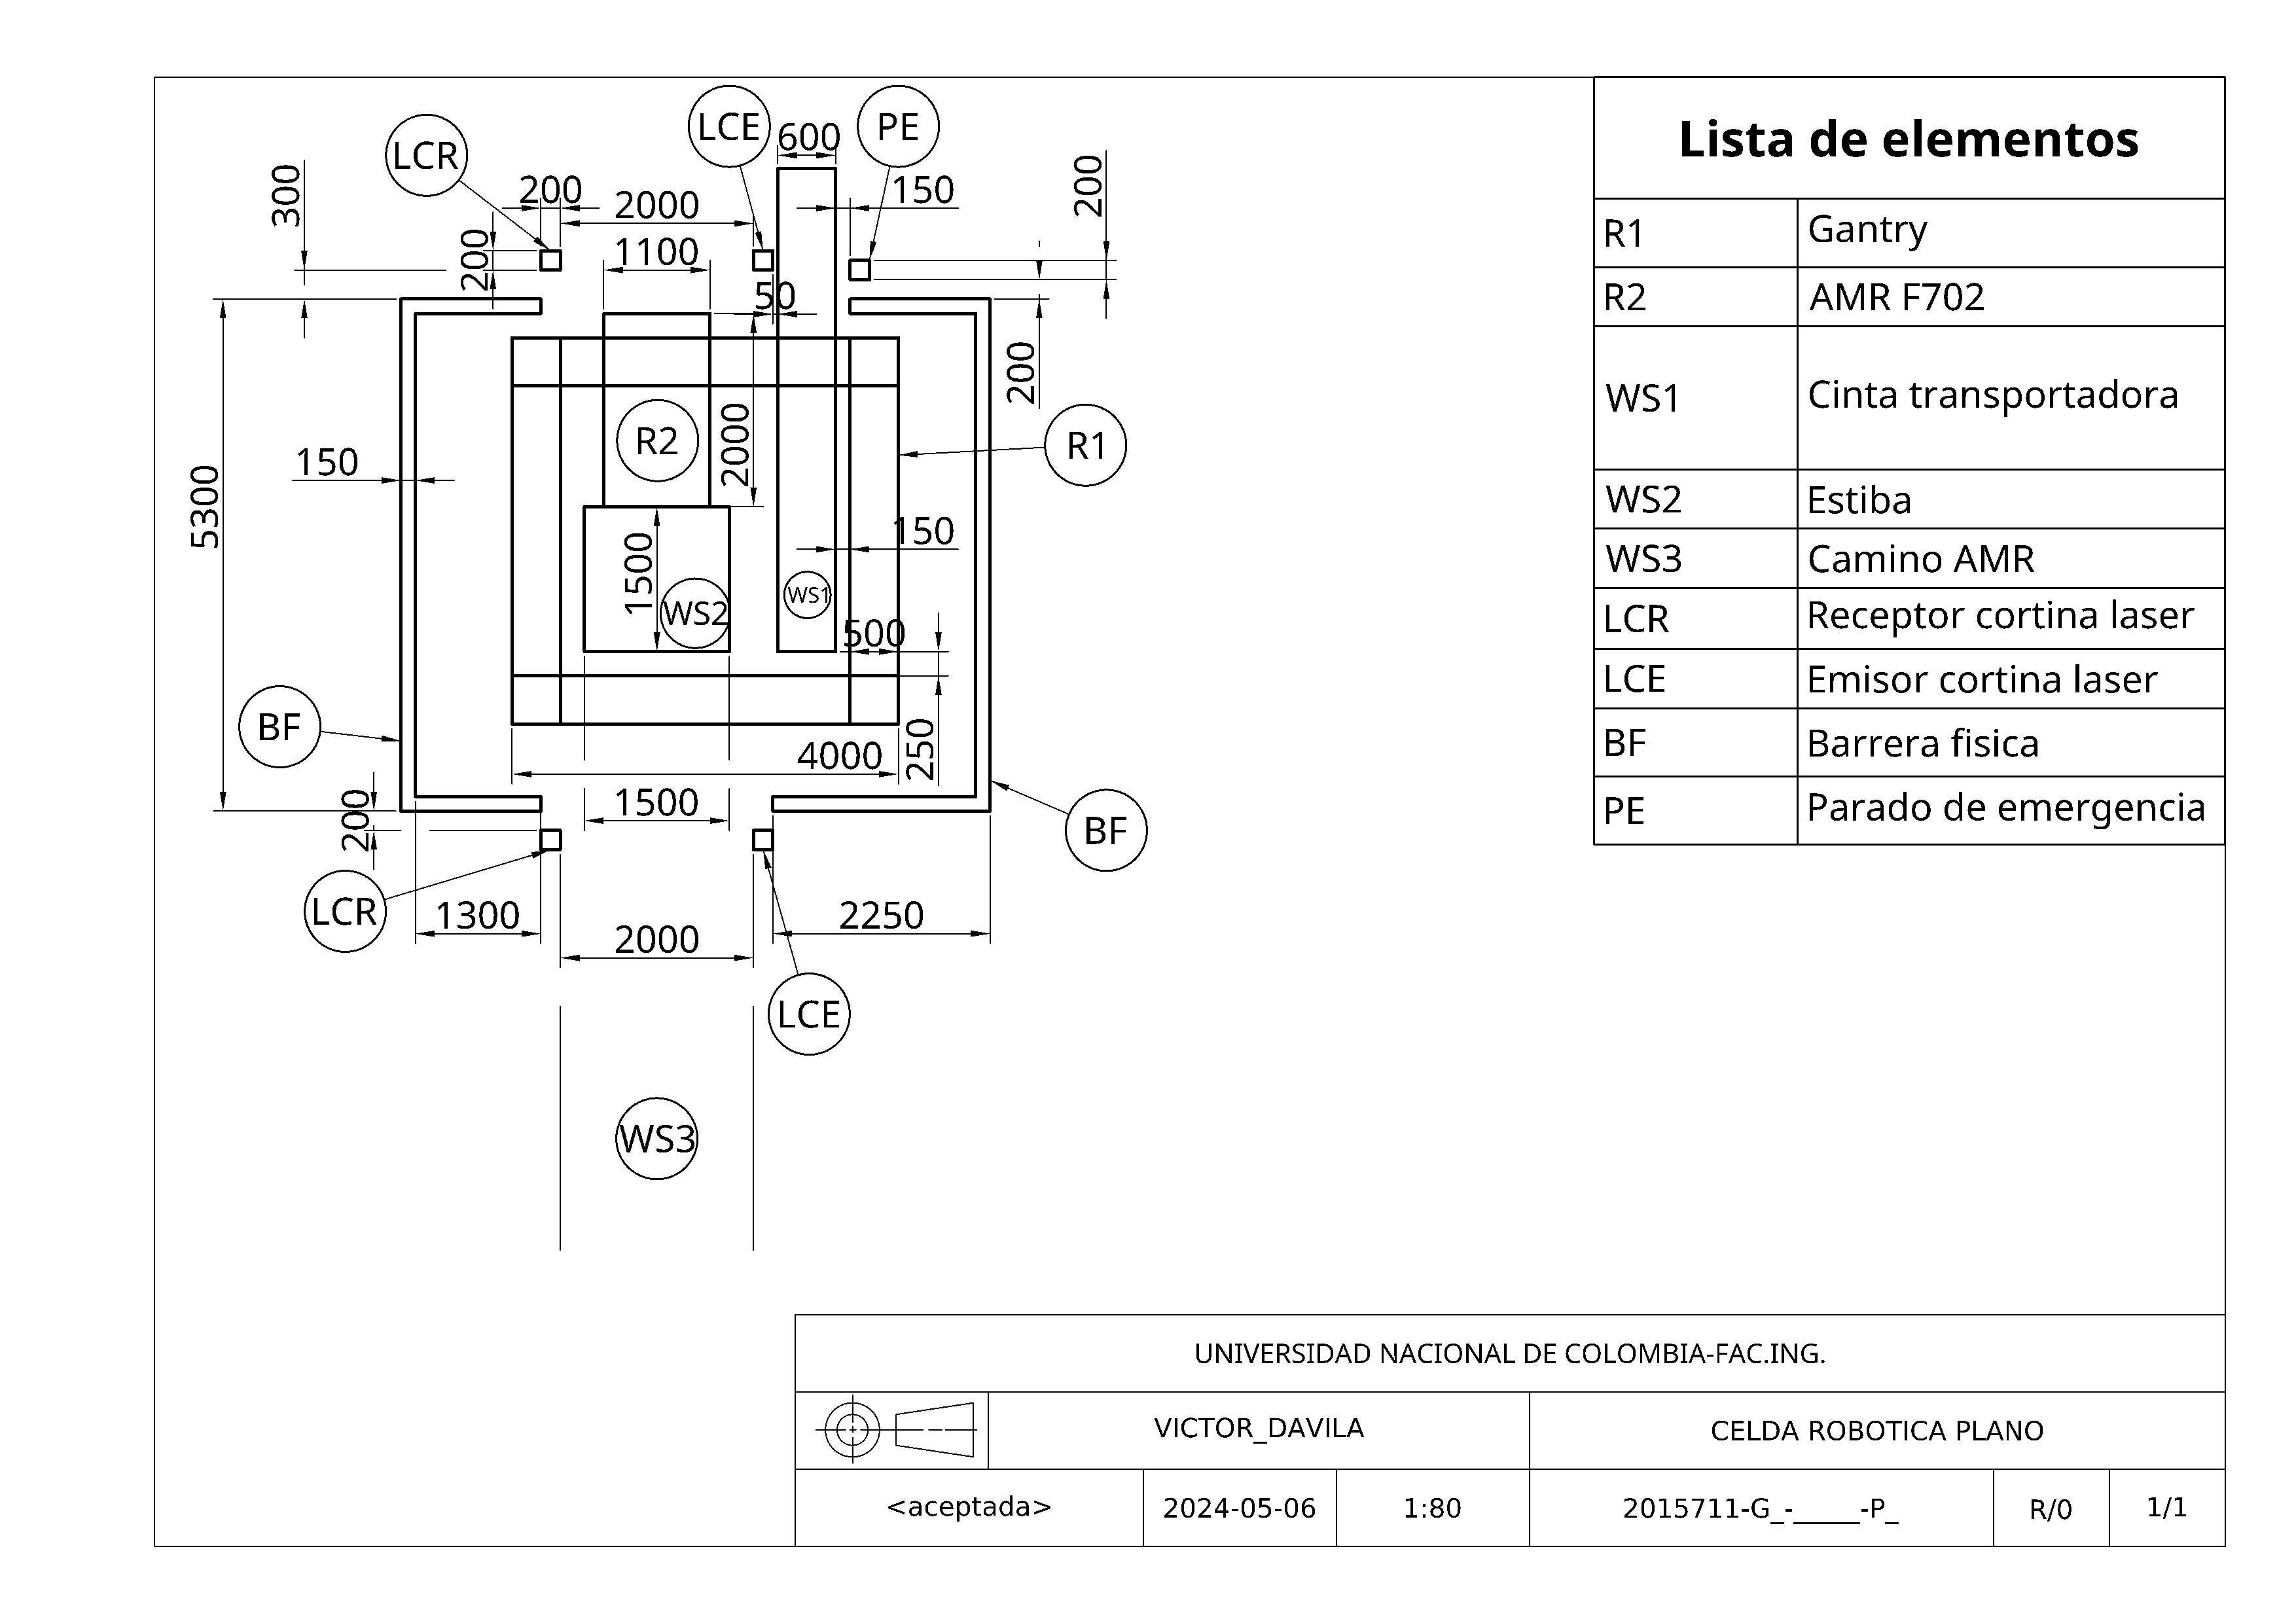 LCR
LCE
600
PE
300
200
2000
150
200
200
1100
50
5300
150
R2
2000
200
R1
1500
150
WS2
WS1
500
BF
4000
250
200
1500
BF
LCR
1300
2000
2250
LCE
WS3
Lista de elementos
R1 Gantry
R2 AMR F702
WS1 Cinta transportadora
WS2 Estiba
WS3 Camino AMR
LCR Receptor cortina laser
LCE Emisor cortina laser
BF Barrera fisica
PE Parado de emergencia
UNIVERSIDAD NACIONAL DE COLOMBIA-FAC.ING.
VICTOR_DAVILA CELDA ROBOTICA PLANO
<aceptada> 2024-05-06 1:80 2015711-G_-_____-P_ R/0 1/1